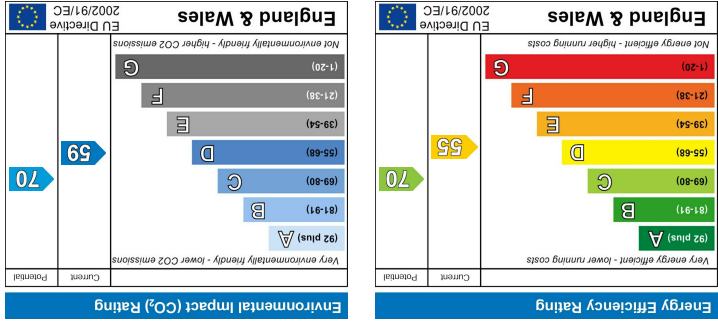 Energy Efficiency Rating
Current Potential
Very energy efficient - lower running costs
(92 plus) A
(81-91) B
(69-80) C
(55-68) D
(39-54) E
(21-38) F
(1-20) G
Not energy efficient - higher running costs
55
70
England & Wales
EU Directive
2002/91/EC
Environmental Impact (CO₂) Rating
Current Potential
Very environmentally friendly - lower CO2 emissions
(92 plus) A
(81-91) B
(69-80) C
(55-68) D
(39-54) E
(21-38) F
(1-20) G
Not environmentally friendly - higher CO2 emissions
59
70
England & Wales
EU Directive
2002/91/EC